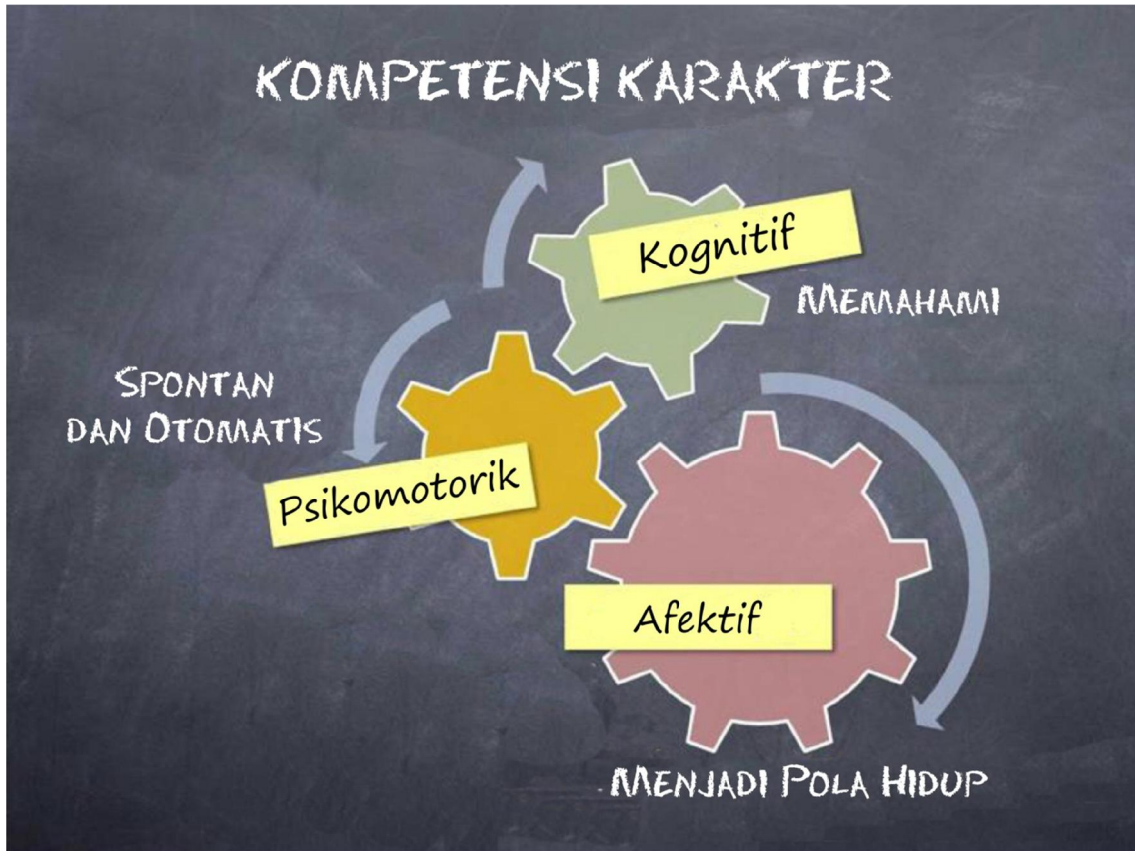 KOMPETENSI KARAKTER
Kognitif
MEMAHAMI
SPONTAN
DAN OTOMATIS
Psikomotorik
Afektif
MENJADI POLA HIDUP